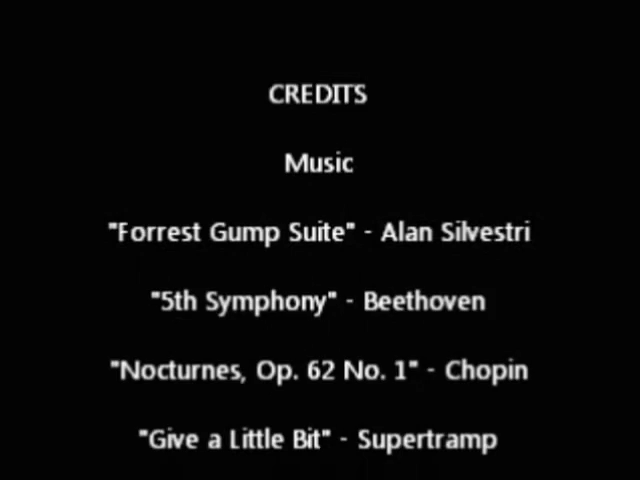 CREDITS
Music
"Forrest Gump Suite" - Alan Silvestri
"5th Symphony" - Beethoven
"Nocturnes, Op. 62 No. 1" - Chopin
"Give a Little Bit" - Supertramp